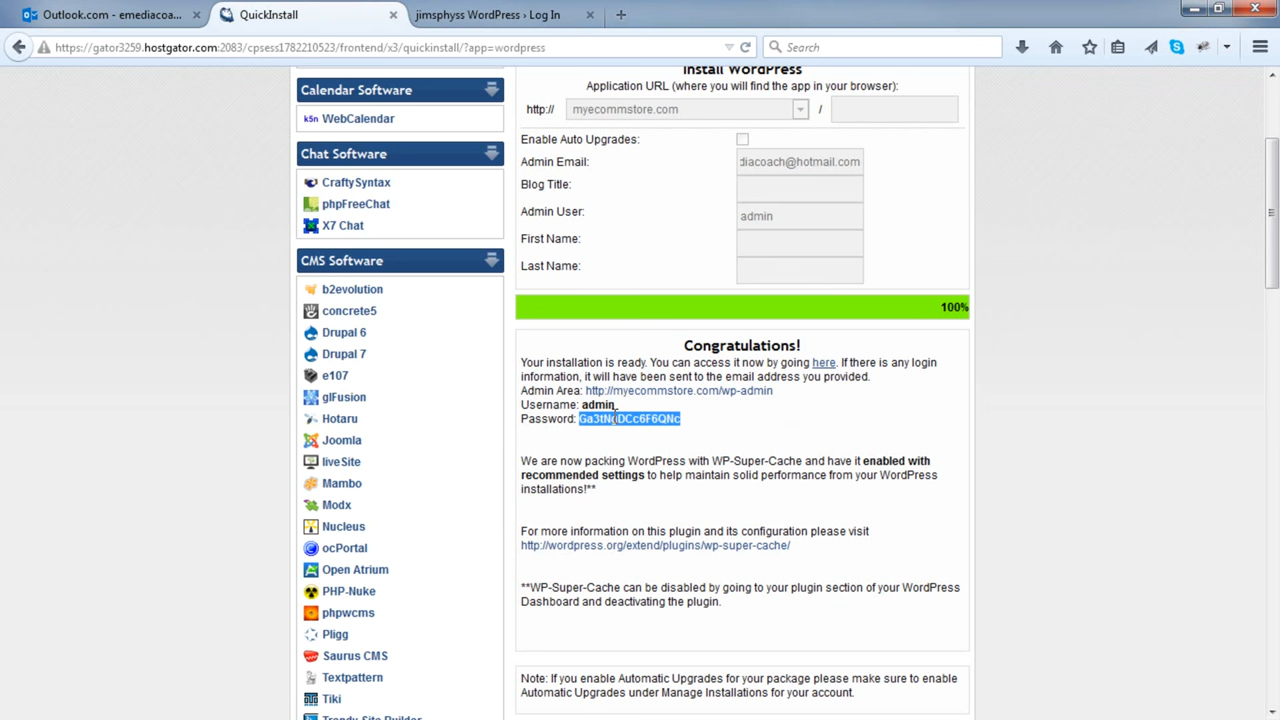 Outlook.com - emediacoa...
QuickInstall
jimsphyss WordPress › Log In
https://gator3259.hostgator.com:2083/cpsess1782210523/frontend/x3/quickinstall/?app=wordpress
Search
Calendar Software
WebCalendar
Chat Software
CraftySyntax
phpFreeChat
X7 Chat
CMS Software
b2evolution
concrete5
Drupal 6
Drupal 7
e107
glFusion
Hotaru
Joomla
liveSite
Mambo
Modx
Nucleus
ocPortal
Open Atrium
PHP-Nuke
phpwcms
Pligg
Saurus CMS
Textpattern
Tiki
Trendy Site Builder
Install WordPress
Application URL (where you will find the app in your browser):
http:// myecommstore.com /
Enable Auto Upgrades:
Admin Email: diacoach@hotmail.com
Blog Title:
Admin User: admin
First Name:
Last Name:
100%
Congratulations!
Your installation is ready. You can access it now by going here. If there is any login
information, it will have been sent to the email address you provided.
Admin Area: http://myecommstore.com/wp-admin
Username: admin
Password:
We are now packing WordPress with WP-Super-Cache and have it enabled with
recommended settings to help maintain solid performance from your WordPress
installations!**
For more information on this plugin and its configuration please visit
http://wordpress.org/extend/plugins/wp-super-cache/
**WP-Super-Cache can be disabled by going to your plugin section of your WordPress
Dashboard and deactivating the plugin.
Note: If you enable Automatic Upgrades for your package please make sure to enable
Automatic Upgrades under Manage Installations for your account.